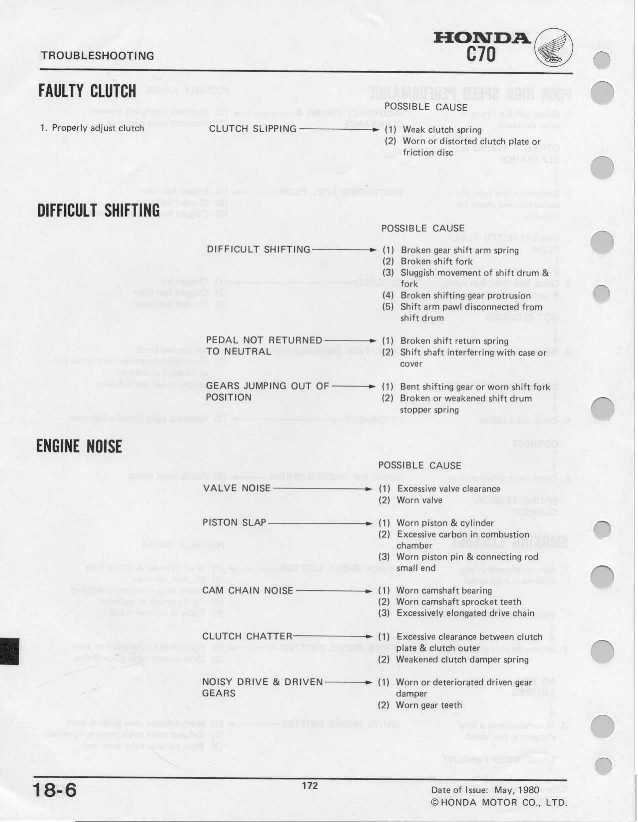 HONDA
TROUBLESHOOTING
C70
FAULTY CLUTCH
POSSIBLE CAUSE
1. Properly adjust clutch CLUTCH SLIPPING (1) Weak clutch spring
(2) Worn or distorted clutch plate or
friction disc
DIFFICULT SHIFTING
POSSIBLE CAUSE
DIFFICULT SHIFTING (1) Broken gear shift arm spring
(2) Broken shift fork
(3) Sluggish movement of shift drum &
fork
(4) Broken shifting gear protrusion
(5) Shift arm pawl disconnected from
shift drum
PEDAL NOT RETURNED (1) Broken shift return spring
TO NEUTRAL (2) Shift shaft interferring with case or
cover
GEARS JUMPING OUT OF (1) Bent shifting gear or worn shift fork
POSITION (2) Broken or weakened shift drum
stopper spring
ENGINE NOISE
POSSIBLE CAUSE
VALVE NOISE (1) Excessive valve clearance
(2) Worn valve
PISTON SLAP (1) Worn piston & cylinder
(2) Excessive carbon in combustion
chamber
(3) Worn piston pin & connecting rod
small end
CAM CHAIN NOISE (1) Worn camshaft bearing
(2) Worn camshaft sprocket teeth
(3) Excessively elongated drive chain
CLUTCH CHATTER (1) Excessive clearance between clutch
plate & clutch outer
(2) Weakened clutch damper spring
NOISY DRIVE & DRIVEN (1) Worn or deteriorated driven gear
GEARS damper
(2) Worn gear teeth
18-6 172 Date of Issue: May, 1980
© HONDA MOTOR CO., LTD.